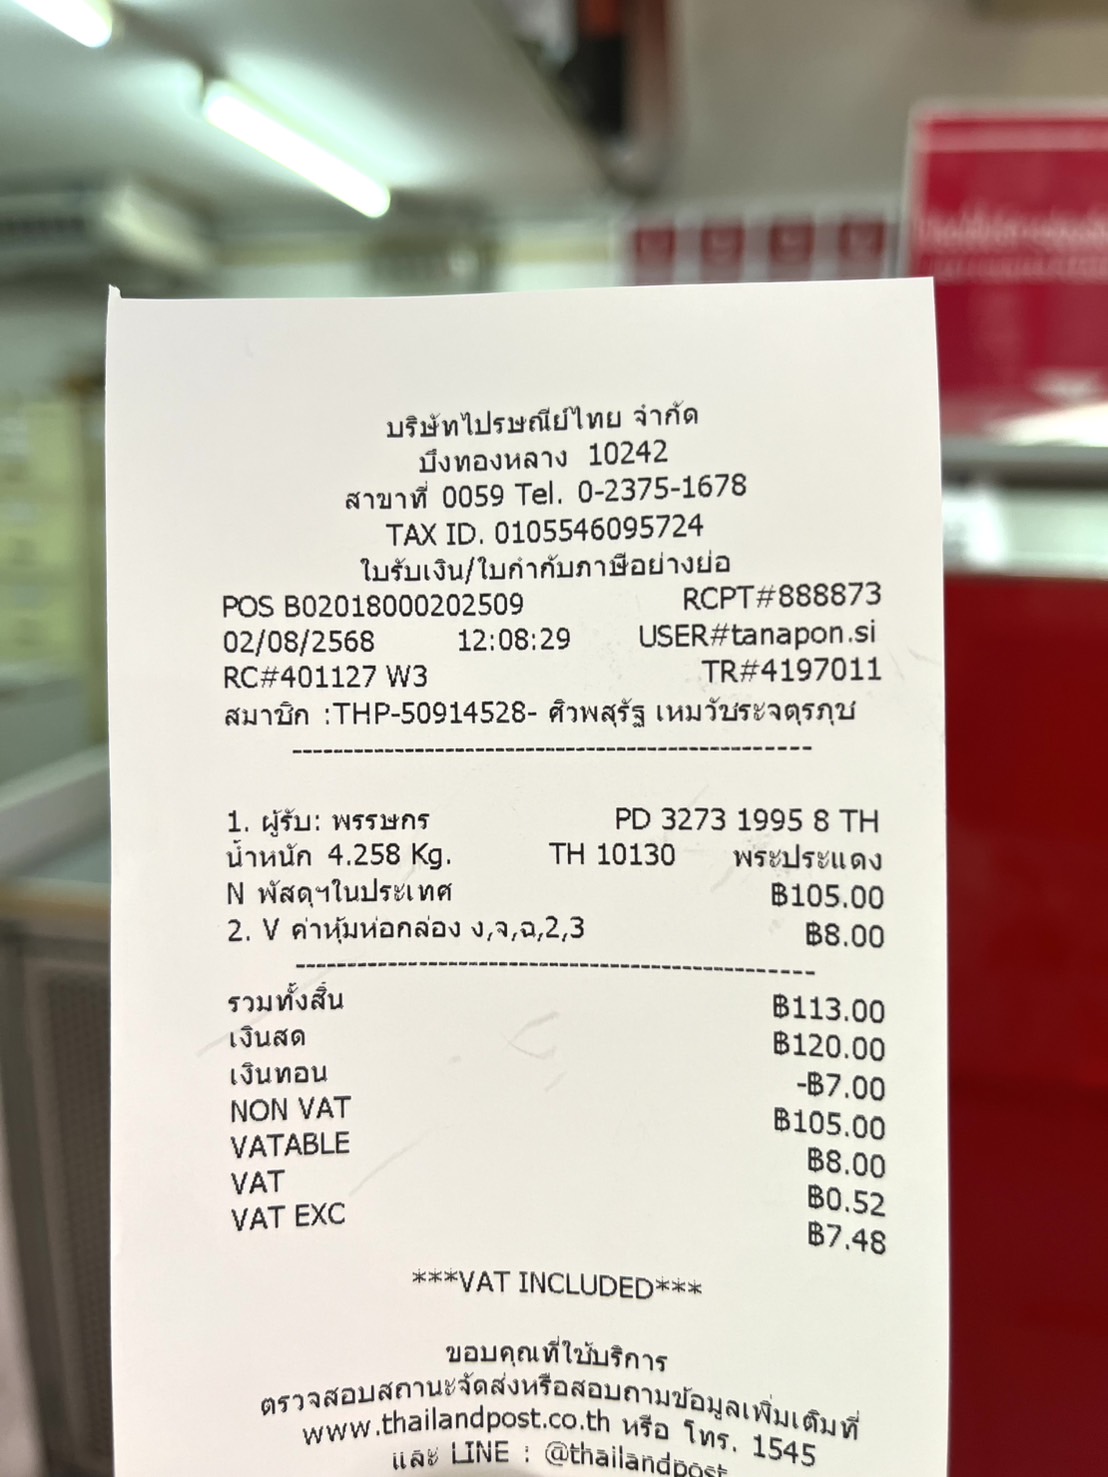 บริษัทไปรษณีย์ไทย จำกัด
บึงทองหลาง 10242
สาขาที่ 0059 Tel. 0-2375-1678
TAX ID. 0105546095724
ใบรับเงิน/ใบกำกับภาษีอย่างย่อ
POS B02018000202509 RCPT#888873
02/08/2568 12:08:29 USER#tanapon.si
RC#401127 W3 TR#4197011
สมาชิก :THP-50914528- ศิวพสุรัฐ เหมวัชระจตุรภุช
--------------------------------------------------
1. ผู้รับ: พรรษกร PD 3273 1995 8 TH
น้ำหนัก 4.258 Kg. TH 10130 พระประแดง
N พัสดุฯในประเทศ ฿105.00
2. V ค่าหุ้มห่อกล่อง ง,จ,ฉ,2,3 ฿8.00
--------------------------------------------------
รวมทั้งสิ้น ฿113.00
เงินสด ฿120.00
เงินทอน -฿7.00
NON VAT ฿105.00
VATABLE ฿8.00
VAT ฿0.52
VAT EXC ฿7.48
***VAT INCLUDED***
ขอบคุณที่ใช้บริการ
ตรวจสอบสถานะจัดส่งหรือสอบถามข้อมูลเพิ่มเติมที่
www.thailandpost.co.th หรือ โทร. 1545
และ LINE : @thailandpost